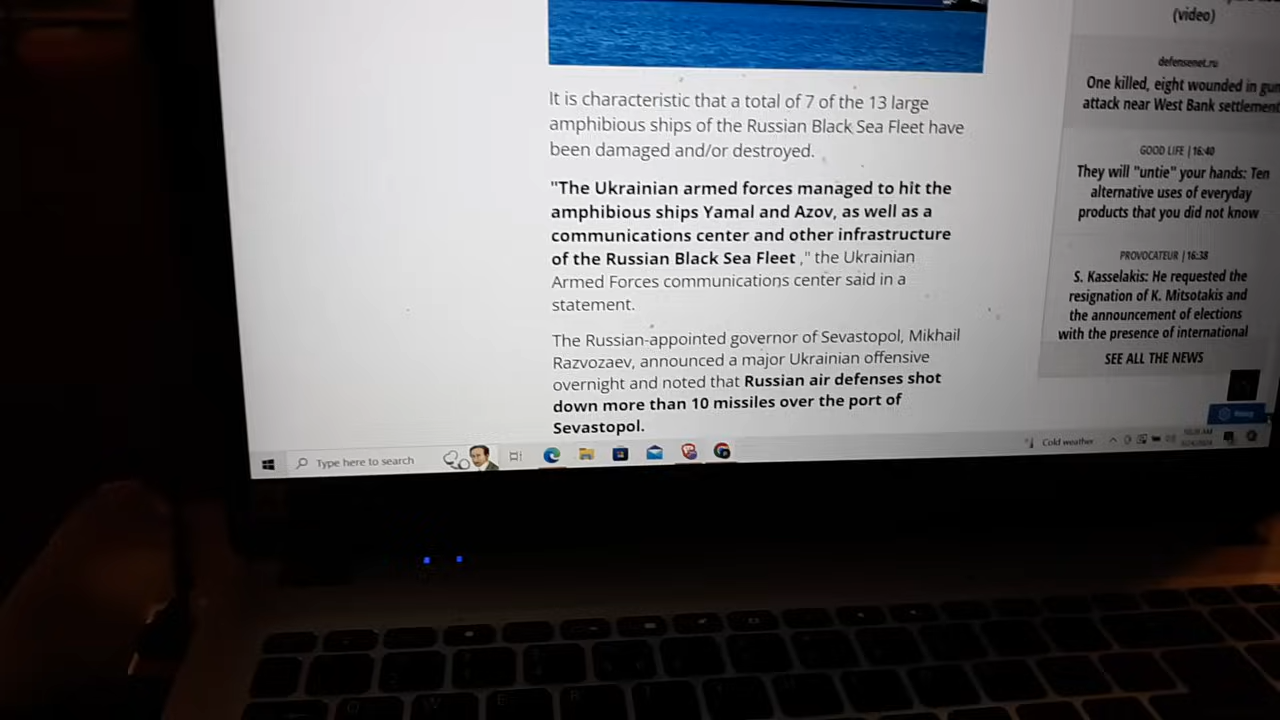 It is characteristic that a total of 7 of the 13 large
amphibious ships of the Russian Black Sea Fleet have
been damaged and/or destroyed.
"The Ukrainian armed forces managed to hit the
amphibious ships Yamal and Azov, as well as a
communications center and other infrastructure
of the Russian Black Sea Fleet ," the Ukrainian
Armed Forces communications center said in a
statement.
The Russian-appointed governor of Sevastopol, Mikhail
Razvozaev, announced a major Ukrainian offensive
overnight and noted that Russian air defenses shot
down more than 10 missiles over the port of
Sevastopol.
(video)
defensenet.ru
One killed, eight wounded in gun
attack near West Bank settlement
GOOD LIFE | 16:40
They will "untie" your hands: Ten
alternative uses of everyday
products that you did not know
PROVOCATEUR | 16:38
S. Kasselakis: He requested the
resignation of K. Mitsotakis and
the announcement of elections
with the presence of international
SEE ALL THE NEWS
Type here to search
Cold weather